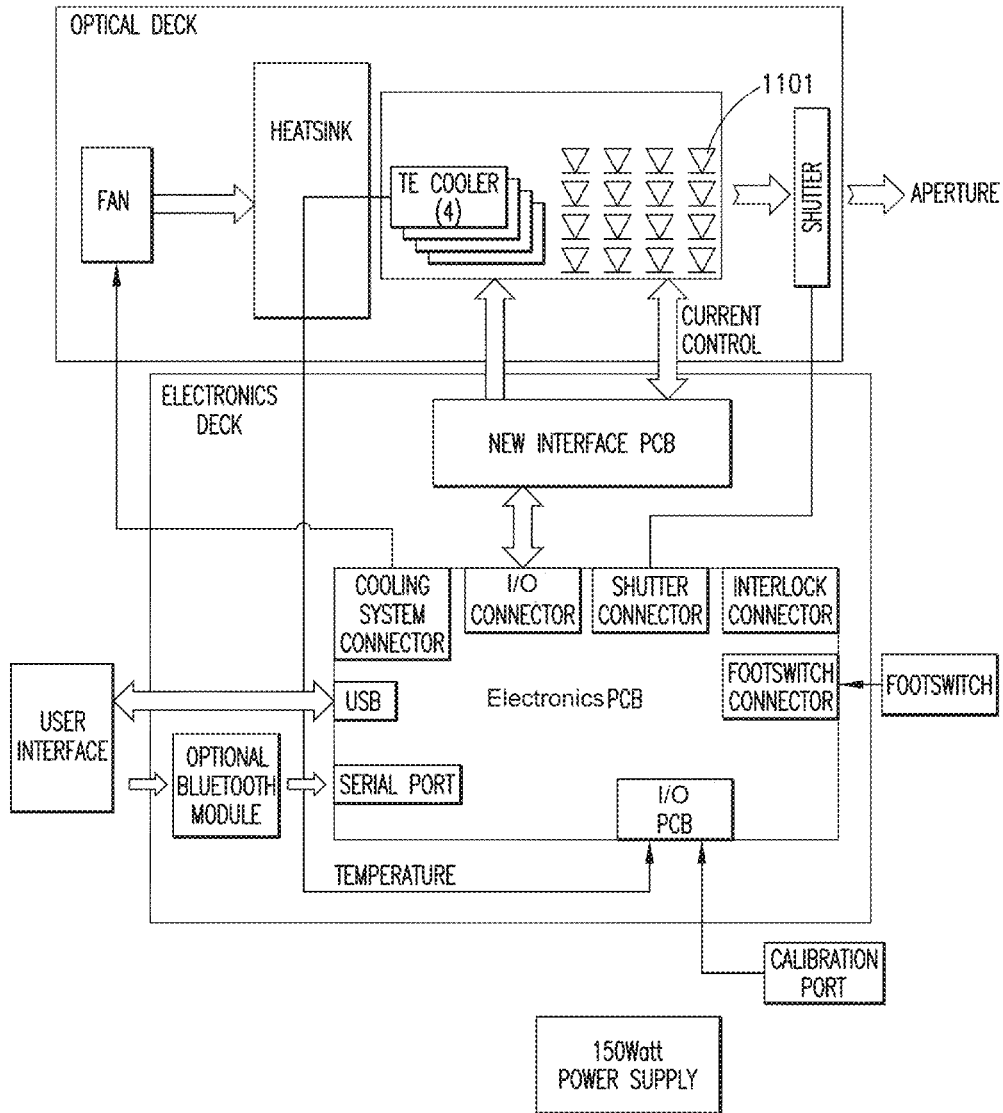 OPTICAL DECK
1101
HEATSINK
FAN
TE COOLER
(4)
SHUTTER
APERTURE
CURRENT
CONTROL
ELECTRONICS
DECK
NEW INTERFACE PCB
COOLING
SYSTEM
CONNECTOR
I/O
CONNECTOR
SHUTTER
CONNECTOR
INTERLOCK
CONNECTOR
USER
INTERFACE
USB
Electronics PCB
FOOTSWITCH
CONNECTOR
FOOTSWITCH
OPTIONAL
BLUETOOTH
MODULE
SERIAL PORT
I/O
PCB
TEMPERATURE
CALIBRATION
PORT
150Watt
POWER SUPPLY